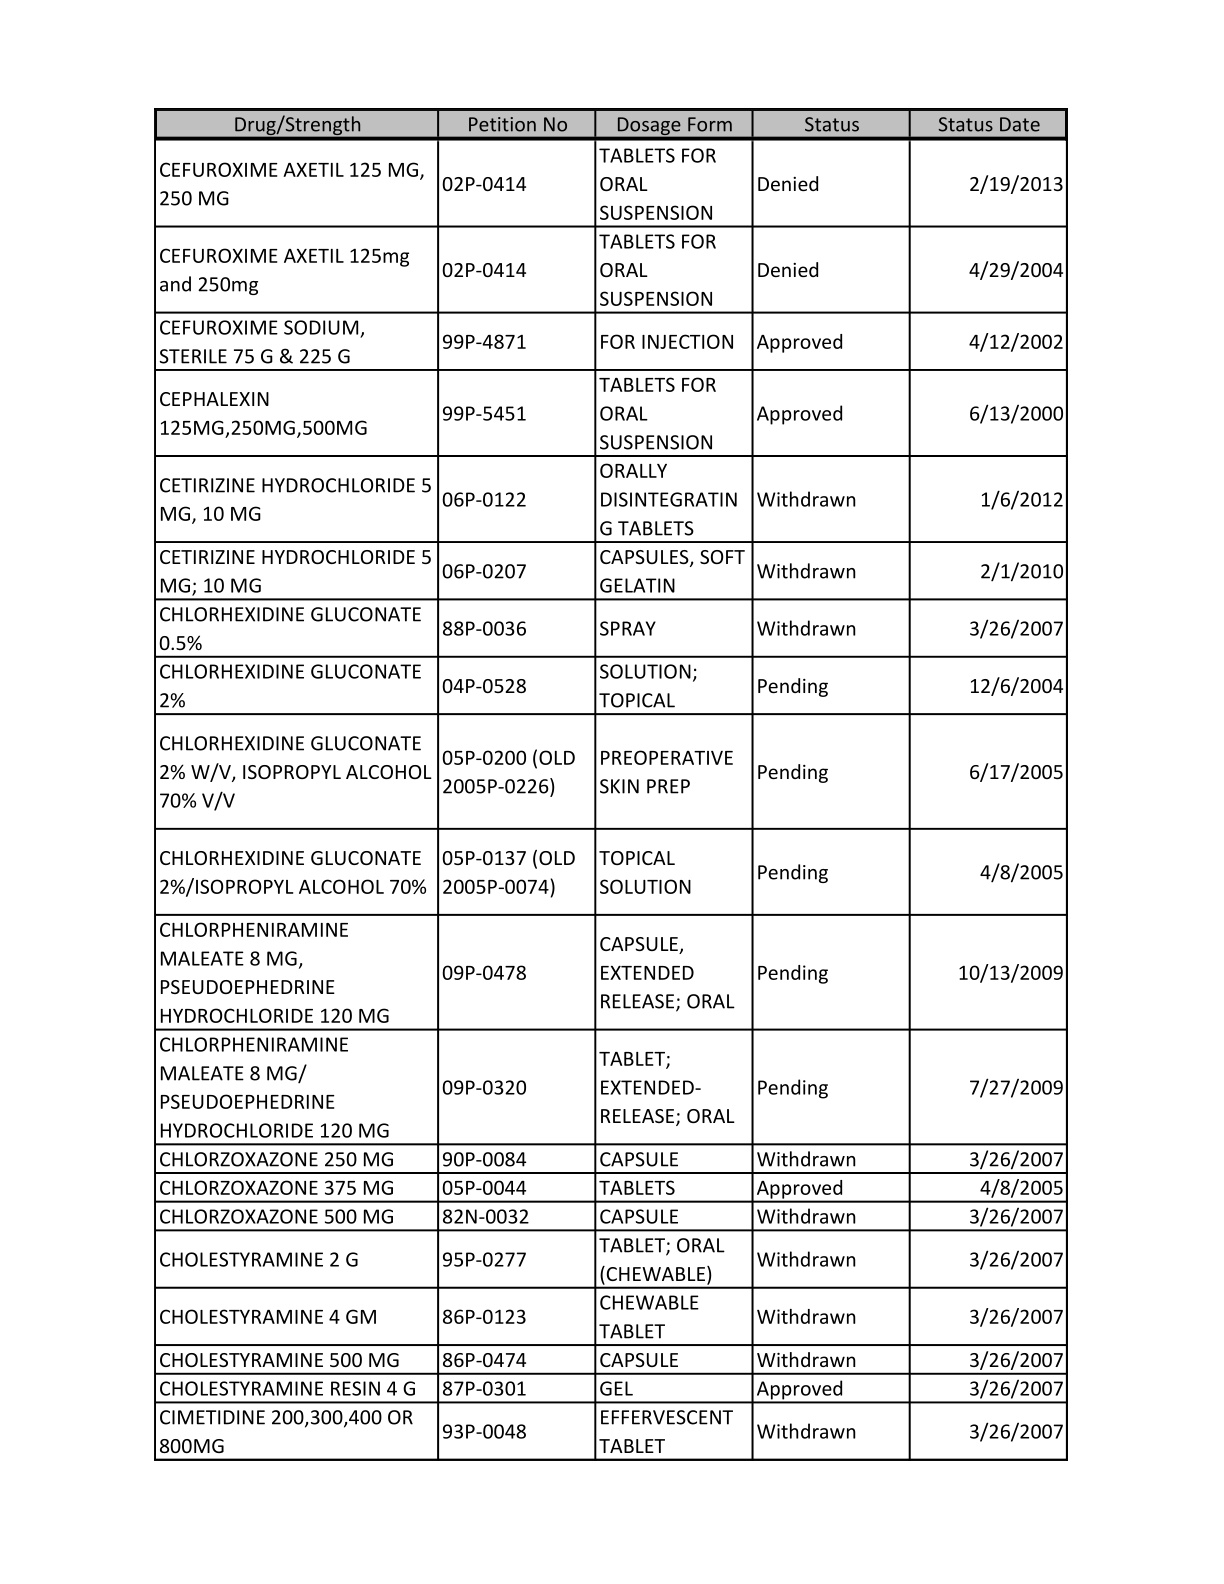 Drug/Strength Petition No Dosage Form Status Status Date
CEFUROXIME AXETIL 125 MG,
250 MG
02P-0414
TABLETS FOR
ORAL
SUSPENSION
Denied
2/19/2013
CEFUROXIME AXETIL 125mg
and 250mg
02P-0414
TABLETS FOR
ORAL
SUSPENSION
Denied
4/29/2004
CEFUROXIME SODIUM,
STERILE 75 G & 225 G
99P-4871
FOR INJECTION
Approved
4/12/2002
CEPHALEXIN
125MG,250MG,500MG
99P-5451
TABLETS FOR
ORAL
SUSPENSION
Approved
6/13/2000
CETIRIZINE HYDROCHLORIDE 5
MG, 10 MG
06P-0122
ORALLY
DISINTEGRATIN
G TABLETS
Withdrawn
1/6/2012
CETIRIZINE HYDROCHLORIDE 5
MG; 10 MG
06P-0207
CAPSULES, SOFT
GELATIN
Withdrawn
2/1/2010
CHLORHEXIDINE GLUCONATE
0.5%
88P-0036
SPRAY
Withdrawn
3/26/2007
CHLORHEXIDINE GLUCONATE
2%
04P-0528
SOLUTION;
TOPICAL
Pending
12/6/2004
CHLORHEXIDINE GLUCONATE
2% W/V, ISOPROPYL ALCOHOL
70% V/V
05P-0200 (OLD
2005P-0226)
PREOPERATIVE
SKIN PREP
Pending
6/17/2005
CHLORHEXIDINE GLUCONATE
2%/ISOPROPYL ALCOHOL 70%
05P-0137 (OLD
2005P-0074)
TOPICAL
SOLUTION
Pending
4/8/2005
CHLORPHENIRAMINE
MALEATE 8 MG,
PSEUDOEPHEDRINE
HYDROCHLORIDE 120 MG
09P-0478
CAPSULE,
EXTENDED
RELEASE; ORAL
Pending
10/13/2009
CHLORPHENIRAMINE
MALEATE 8 MG/
PSEUDOEPHEDRINE
HYDROCHLORIDE 120 MG
09P-0320
TABLET;
EXTENDED-
RELEASE; ORAL
Pending
7/27/2009
CHLORZOXAZONE 250 MG 90P-0084 CAPSULE Withdrawn 3/26/2007
CHLORZOXAZONE 375 MG 05P-0044 TABLETS Approved 4/8/2005
CHLORZOXAZONE 500 MG 82N-0032 CAPSULE Withdrawn 3/26/2007
CHOLESTYRAMINE 2 G
95P-0277
TABLET; ORAL
(CHEWABLE)
Withdrawn
3/26/2007
CHOLESTYRAMINE 4 GM
86P-0123
CHEWABLE
TABLET
Withdrawn
3/26/2007
CHOLESTYRAMINE 500 MG 86P-0474 CAPSULE Withdrawn 3/26/2007
CHOLESTYRAMINE RESIN 4 G 87P-0301 GEL Approved 3/26/2007
CIMETIDINE 200,300,400 OR
800MG
93P-0048
EFFERVESCENT
TABLET
Withdrawn
3/26/2007